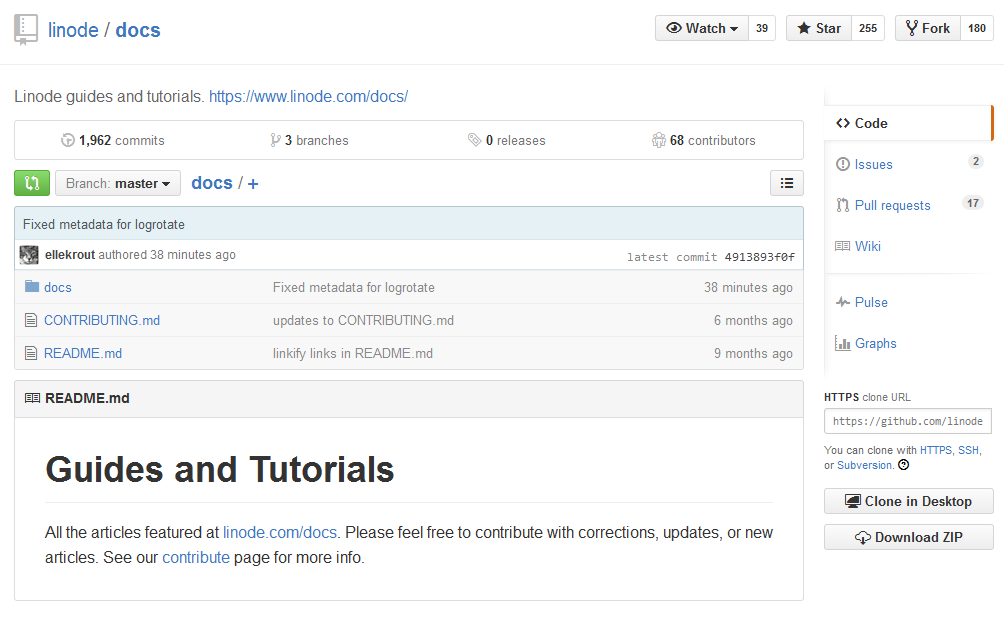 linode / docs
Watch 39 Star 255 Fork 180
Linode guides and tutorials. https://www.linode.com/docs/
1,962 commits 3 branches 0 releases 68 contributors
Branch: master docs / +
Fixed metadata for logrotate
ellekrout authored 38 minutes ago latest commit 4913893f0f
docs Fixed metadata for logrotate 38 minutes ago
CONTRIBUTING.md updates to CONTRIBUTING.md 6 months ago
README.md linkify links in README.md 9 months ago
README.md
Guides and Tutorials
All the articles featured at linode.com/docs. Please feel free to contribute with corrections, updates, or new
articles. See our contribute page for more info.
Code
Issues 2
Pull requests 17
Wiki
Pulse
Graphs
HTTPS clone URL
https://github.com/linode
You can clone with HTTPS, SSH,
or Subversion.
Clone in Desktop
Download ZIP